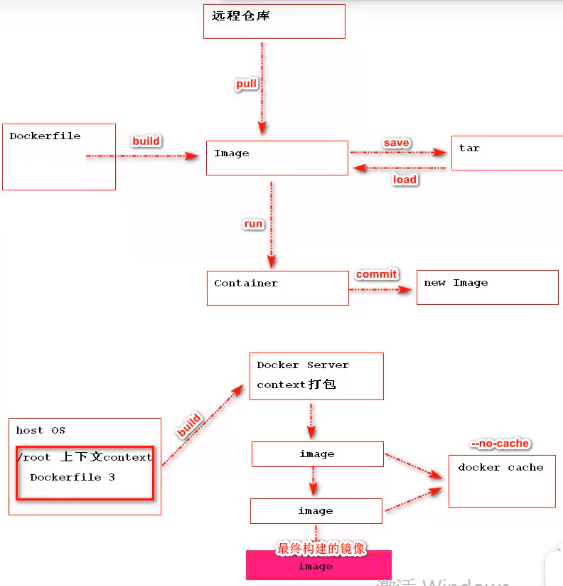 远程仓库
pull
Dockerfile
build
Image
save
load
tar
run
Container
commit
new Image
Docker Server
context打包
build
host OS
/root 上下文context
Dockerfile 3
image
--no-cache
docker cache
image
最终构建的镜像
image
激活 Windows